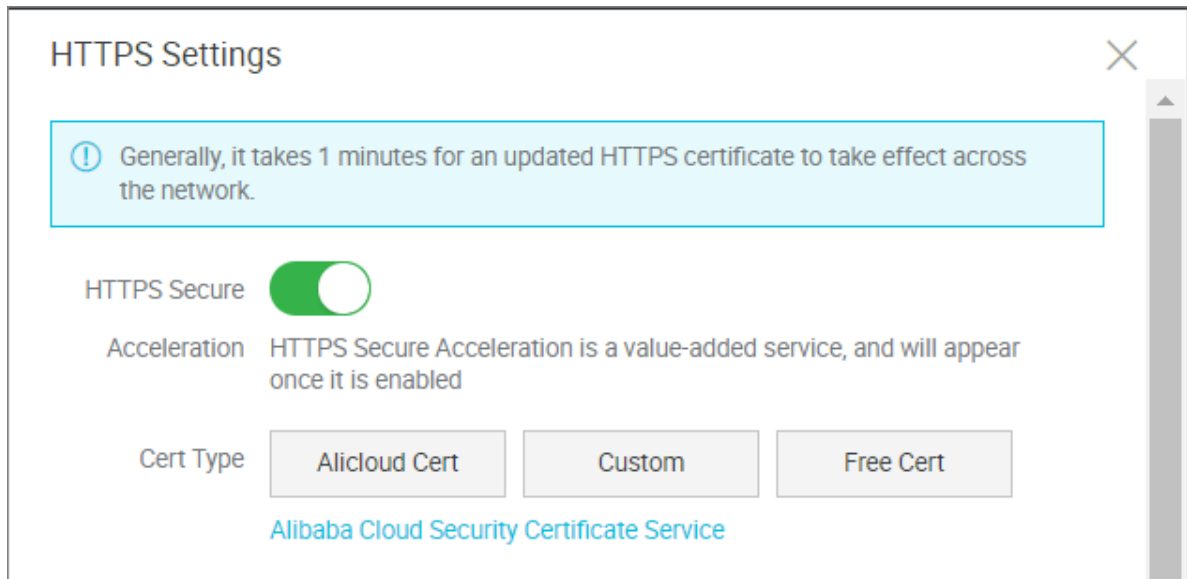 HTTPS Settings
Generally, it takes 1 minutes for an updated HTTPS certificate to take effect across
the network.
HTTPS Secure
Acceleration
HTTPS Secure Acceleration is a value-added service, and will appear
once it is enabled
Cert Type
Alicloud Cert
Custom
Free Cert
Alibaba Cloud Security Certificate Service